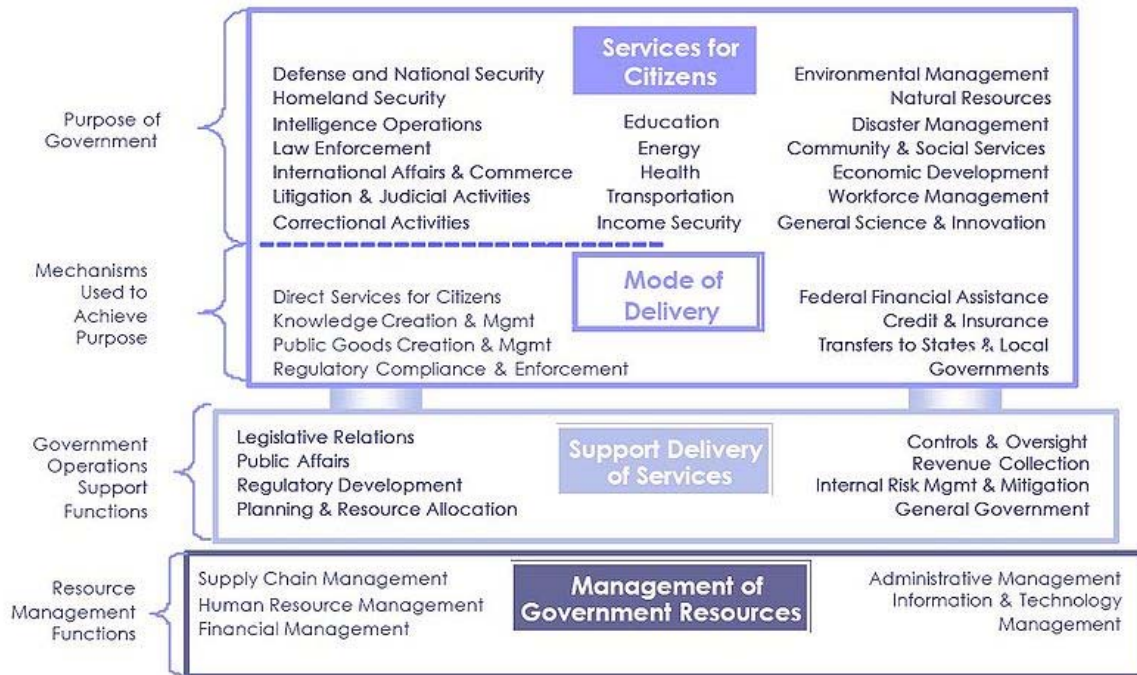 Purpose of
Government
Services for
Citizens
Defense and National Security
Homeland Security
Intelligence Operations
Law Enforcement
International Affairs & Commerce
Litigation & Judicial Activities
Correctional Activities
Education
Energy
Health
Transportation
Income Security
Environmental Management
Natural Resources
Disaster Management
Community & Social Services
Economic Development
Workforce Management
General Science & Innovation
Mechanisms
Used to
Achieve
Purpose
Mode of
Delivery
Direct Services for Citizens
Knowledge Creation & Mgmt
Public Goods Creation & Mgmt
Regulatory Compliance & Enforcement
Federal Financial Assistance
Credit & Insurance
Transfers to States & Local
Governments
Government
Operations
Support
Functions
Support Delivery
of Services
Legislative Relations
Public Affairs
Regulatory Development
Planning & Resource Allocation
Controls & Oversight
Revenue Collection
Internal Risk Mgmt & Mitigation
General Government
Resource
Management
Functions
Management of
Government Resources
Supply Chain Management
Human Resource Management
Financial Management
Administrative Management
Information & Technology
Management